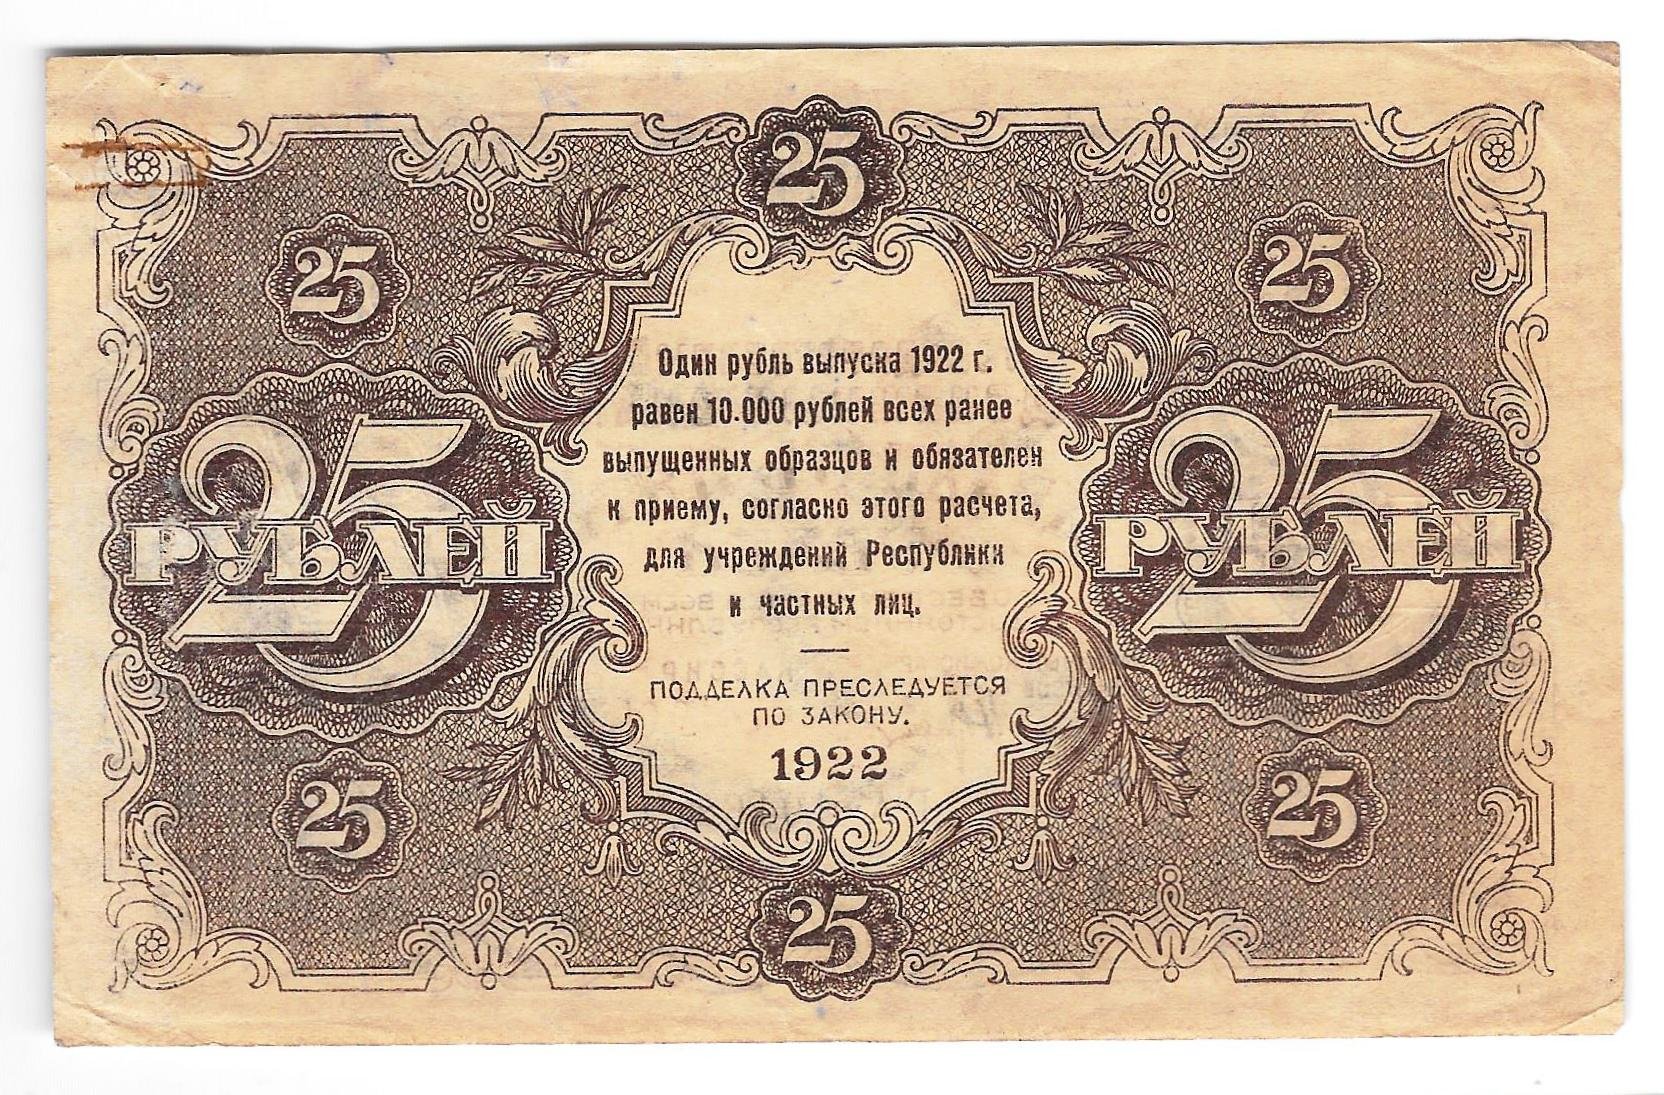 25
25
25
Один рубль выпуска 1922 г.
равен 10.000 рублей всех ранее
выпущенных образцов и обязателен
к приему, согласно этого расчета,
для учреждений Республики
и частных лиц.
25
РУБЛЕЙ
25
РУБЛЕЙ
ПОДДЕЛКА ПРЕСЛЕДУЕТСЯ
ПО ЗАКОНУ.
1922
25
25
25